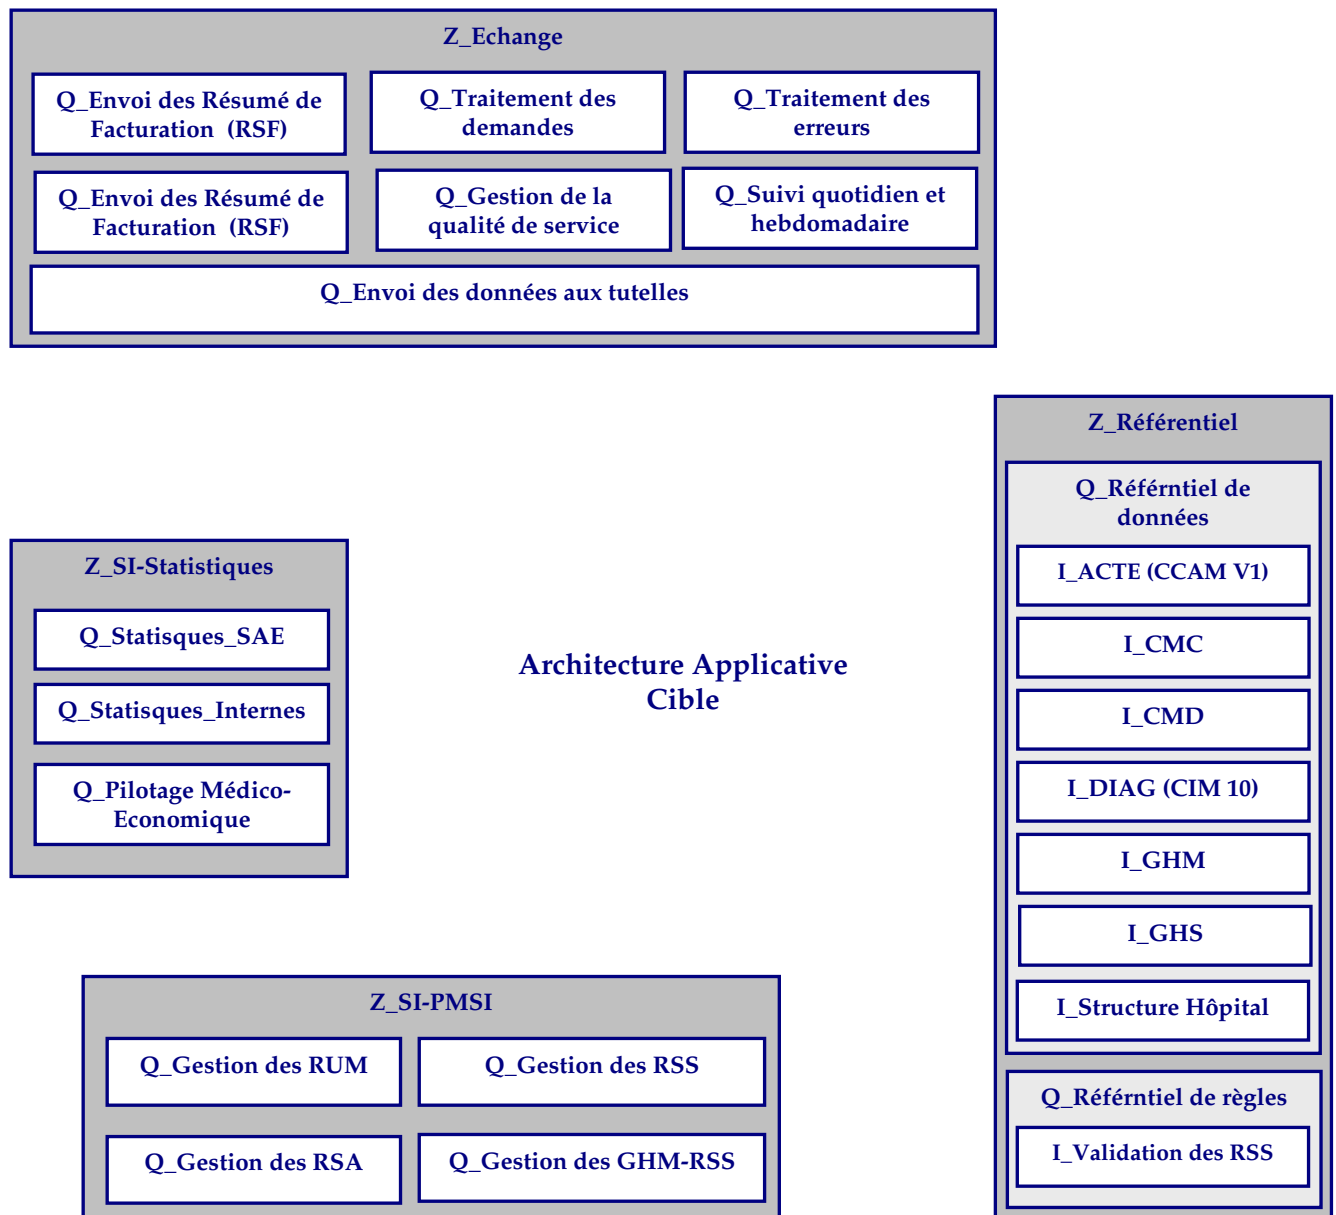 Z_Echange
Q_Envoi des Résumé de
Facturation  (RSF)
Q_Traitement des
demandes
Q_Traitement des
erreurs
Q_Envoi des Résumé de
Facturation  (RSF)
Q_Gestion de la
qualité de service
Q_Suivi quotidien et
hebdomadaire
Q_Envoi des données aux tutelles
Z_SI-Statistiques
Q_Statisques_SAE
Q_Statisques_Internes
Q_Pilotage Médico-
Economique
Architecture Applicative
Cible
Z_Référentiel
Q_Référntiel de
données
I_ACTE (CCAM V1)
I_CMC
I_CMD
I_DIAG (CIM 10)
I_GHM
I_GHS
I_Structure Hôpital
Q_Référntiel de règles
I_Validation des RSS
Z_SI-PMSI
Q_Gestion des RUM
Q_Gestion des RSS
Q_Gestion des RSA
Q_Gestion des GHM-RSS